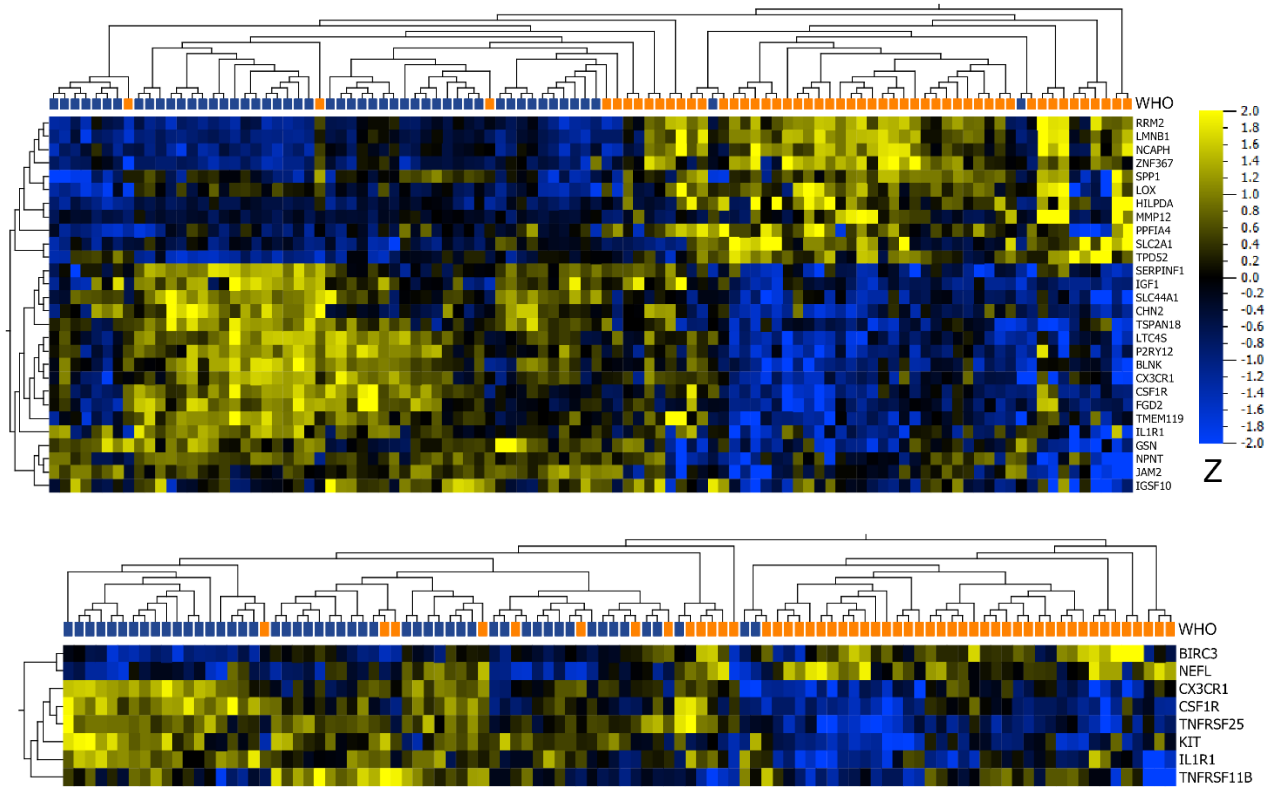 WHO
RRM2
LMNB1
NCAPH
ZNF367
SPP1
LOX
HILPDA
MMP12
PPFIA4
SLC2A1
TPD52
SERPINF1
IGF1
SLC44A1
CHN2
TSPAN18
LTC4S
P2RY12
BLNK
CX3CR1
CSF1R
FGD2
TMEM119
IL1R1
GSN
NPNT
JAM2
IGSF10
2.0
1.8
1.6
1.4
1.2
1.0
0.8
0.6
0.4
0.2
0.0
-0.2
-0.4
-0.6
-0.8
-1.0
-1.2
-1.4
-1.6
-1.8
-2.0
Z
WHO
BIRC3
NEFL
CX3CR1
CSF1R
TNFRSF25
KIT
IL1R1
TNFRSF11B